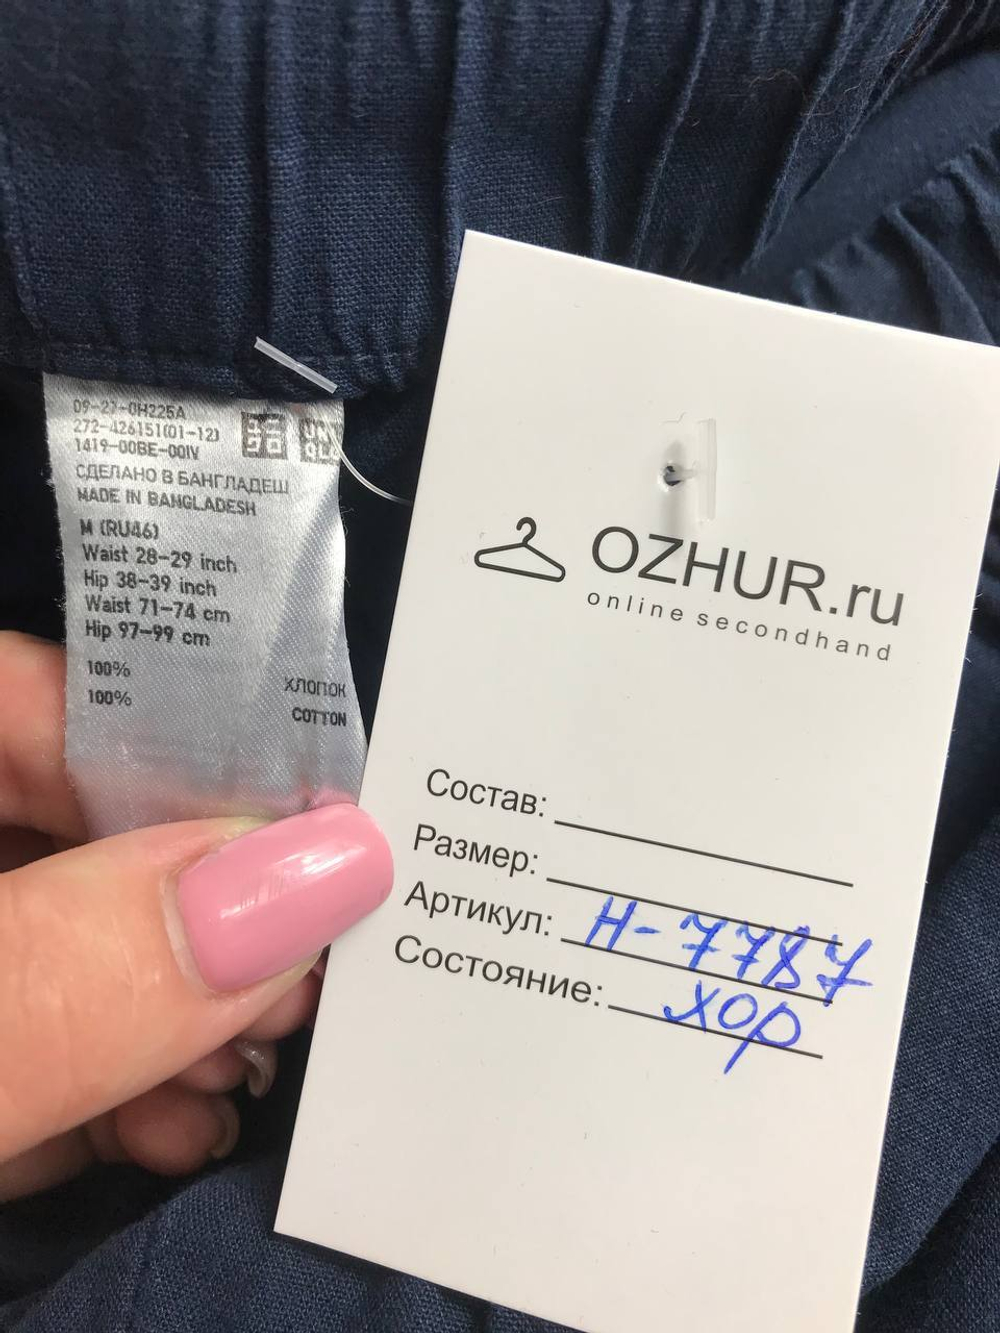 09-27-0H225A
272-426151(01-12)
1419-00BE-00IV
СДЕЛАНО В БАНГЛАДЕШ
MADE IN BANGLADESH
M (RU46)
Waist 28-29 inch
Hip 38-39 inch
Waist 71-74 cm
Hip 97-99 cm
100% ХЛОПОК
100% COTTON
OZHUR.ru
online secondhand
Состав:
Размер:
Артикул: Н-7787
Состояние: хор